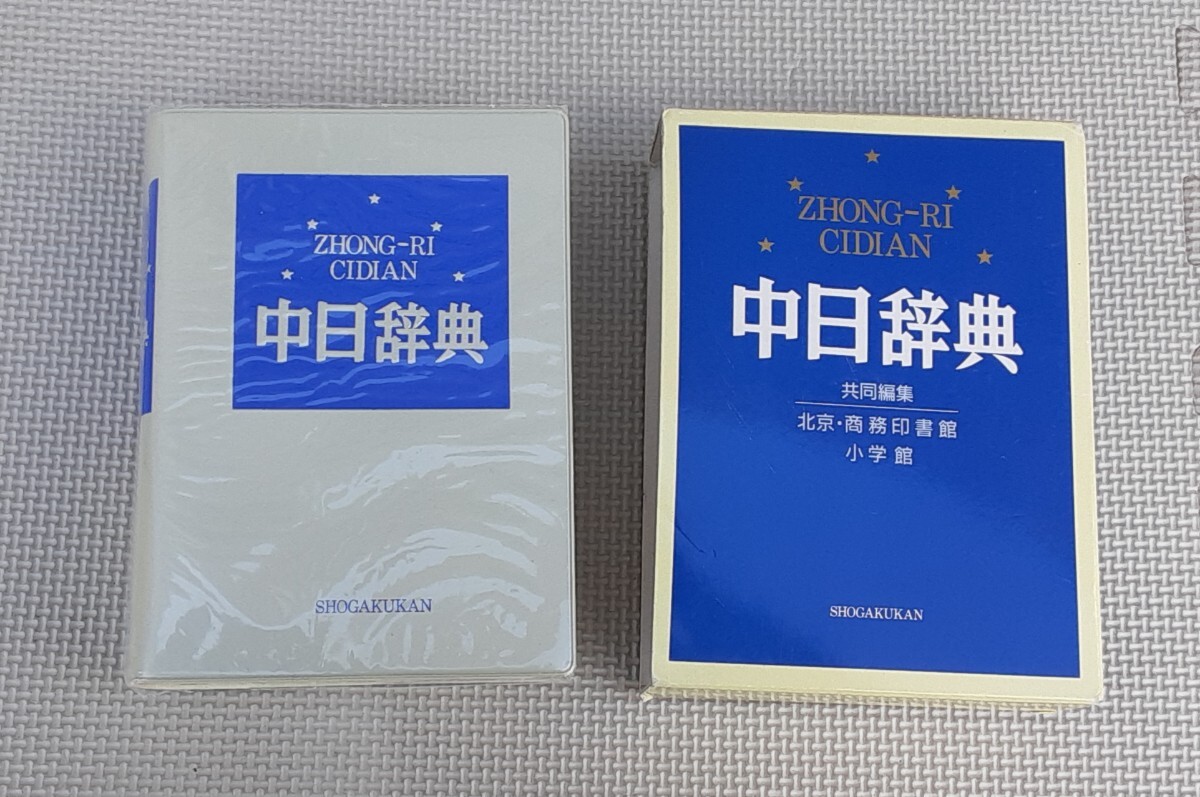 ZHONG-RI
CIDIAN
中日辞典
SHOGAKUKAN
ZHONG-RI
CIDIAN
中日辞典
共同編集
北京·商務印書館
小学館
SHOGAKUKAN